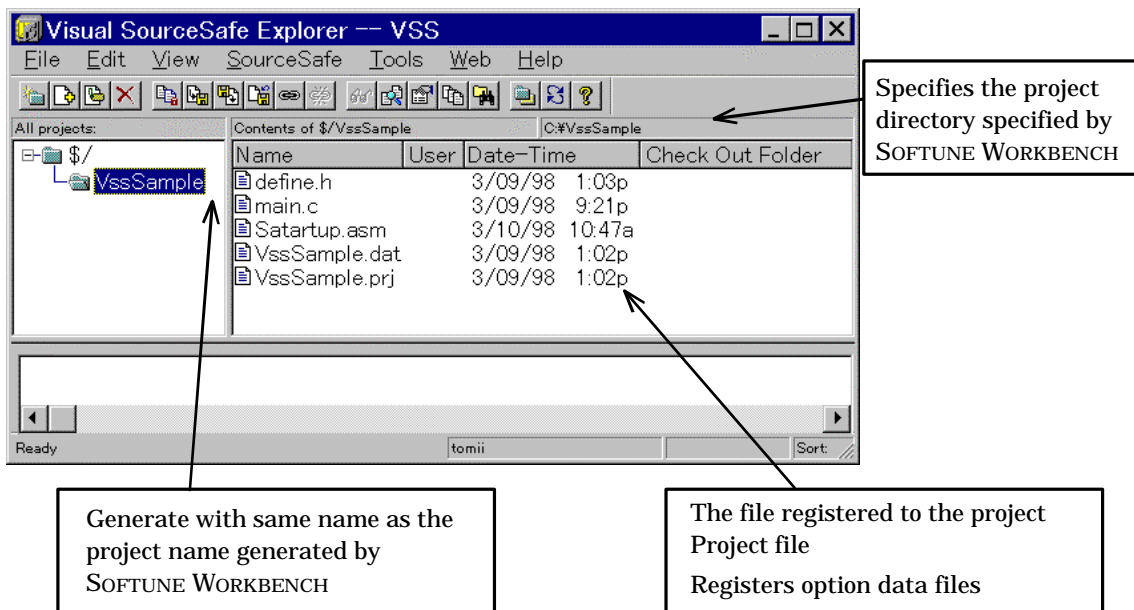 Visual SourceSafe Explorer -- VSS
File Edit View SourceSafe Tools Web Help
All projects: Contents of $/VssSample C:¥VssSample
$/
VssSample
Name User Date-Time Check Out Folder
define.h 3/09/98 1:03p
main.c 3/09/98 9:21p
Satartup.asm 3/10/98 10:47a
VssSample.dat 3/09/98 1:02p
VssSample.prj 3/09/98 1:02p
Ready tomii Sort:
Specifies the project
directory specified by
SOFTUNE WORKBENCH
Generate with same name as the
project name generated by
SOFTUNE WORKBENCH
The file registered to the project
Project file
Registers option data files